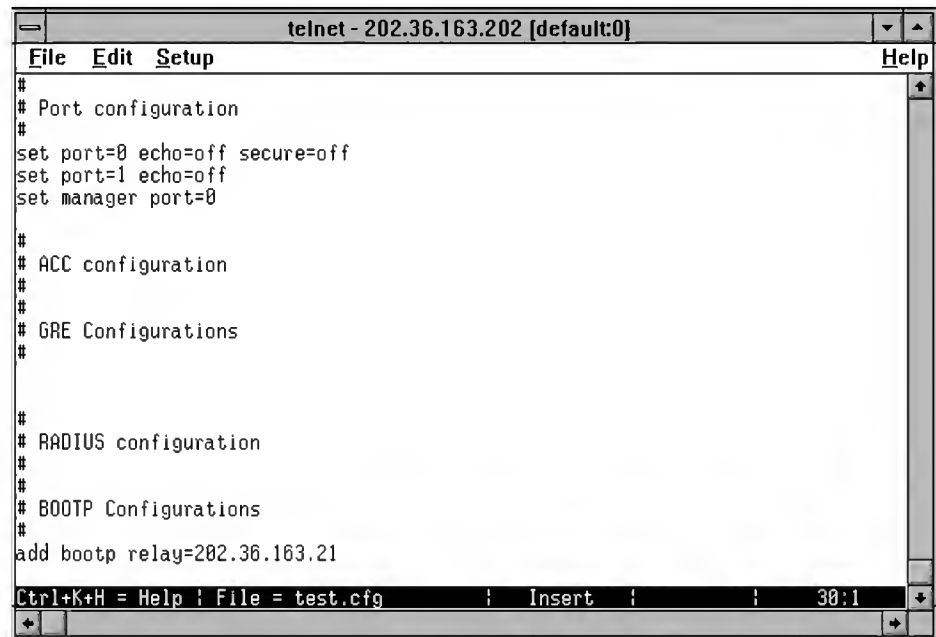 telnet - 202.36.163.202 [default:0]
File Edit Setup Help
#
# Port configuration
#
set port=0 echo=off secure=off
set port=1 echo=off
set manager port=0
#
# ACC configuration
#
#
# GRE Configurations
#
#
# RADIUS configuration
#
#
# BOOTP Configurations
#
add bootp relay=202.36.163.21
Ctrl+K+H = Help ¦ File = test.cfg ¦ Insert ¦ ¦ 30:1